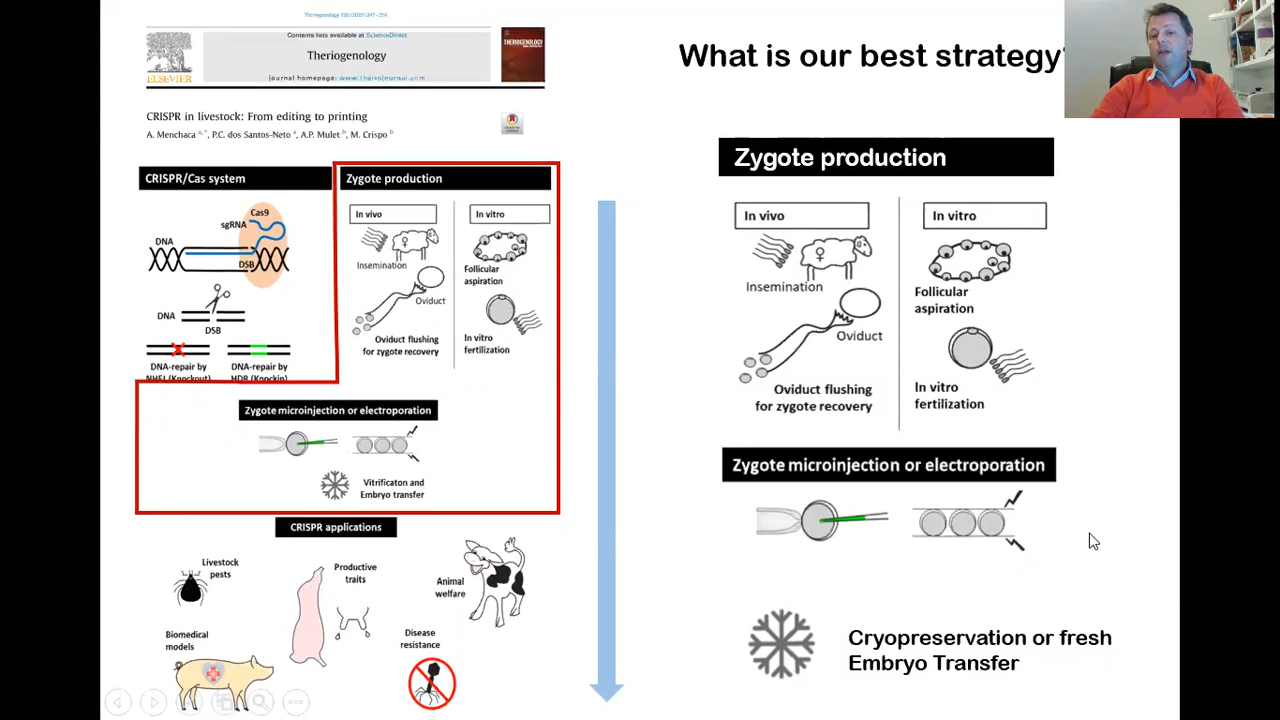 Theriogenology 150 (2020) 247-254
Contents lists available at ScienceDirect
Theriogenology
journal homepage: www.theriojournal.com
ELSEVIER
THERIOGENOLOGY
CRISPR in livestock: From editing to printing
A. Menchaca a, *, P.C. dos Santos-Neto a, A.P. Mulet b, M. Crispo b
CRISPR/Cas system
Cas9
sgRNA
DNA
DSB
DNA
DSB
DNA-repair by
NHEJ (Knockout)
DNA-repair by
HDR (Knockin)
Zygote production
In vivo
In vitro
Insemination
Follicular
aspiration
Oviduct
Oviduct flushing
for zygote recovery
In vitro
fertilization
Zygote microinjection or electroporation
Vitrificaton and
Embryo transfer
CRISPR applications
Livestock
pests
Productive
traits
Animal
welfare
Biomedical
models
Disease
resistance
What is our best strategy?
Zygote production
In vivo
In vitro
Insemination
Follicular
aspiration
Oviduct
Oviduct flushing
for zygote recovery
In vitro
fertilization
Zygote microinjection or electroporation
Cryopreservation or fresh
Embryo Transfer